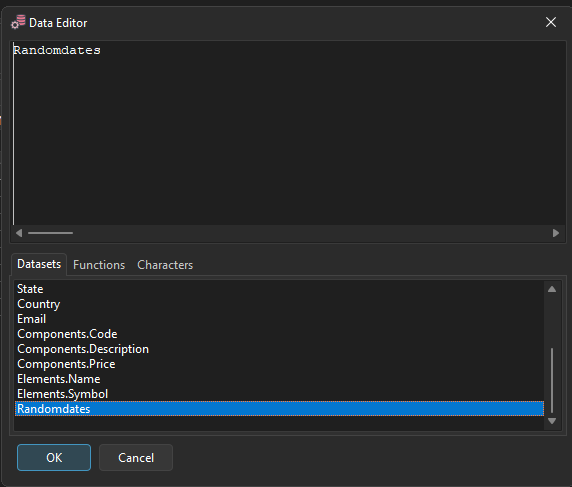 Data Editor
Randomdates
Datasets Functions Characters
State
Country
Email
Components.Code
Components.Description
Components.Price
Elements.Name
Elements.Symbol
Randomdates
OK Cancel